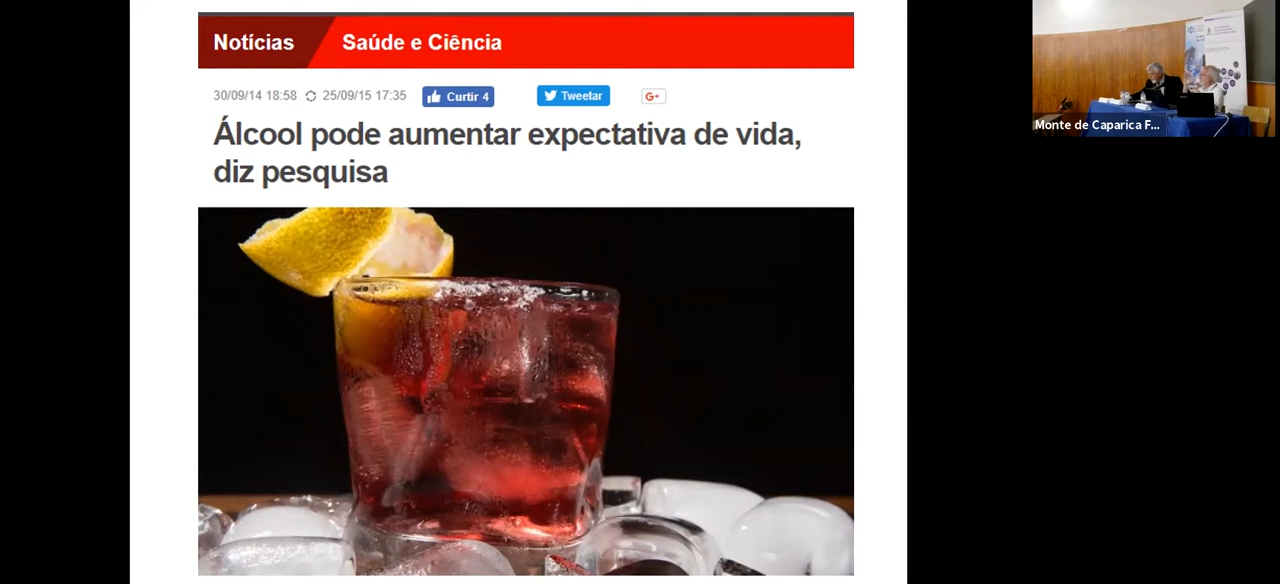 Notícias Saúde e Ciência
30/09/14 18:58 25/09/15 17:35 Curtir 4 Tweetar G+
Álcool pode aumentar expectativa de vida,
diz pesquisa
Monte de Caparica F...